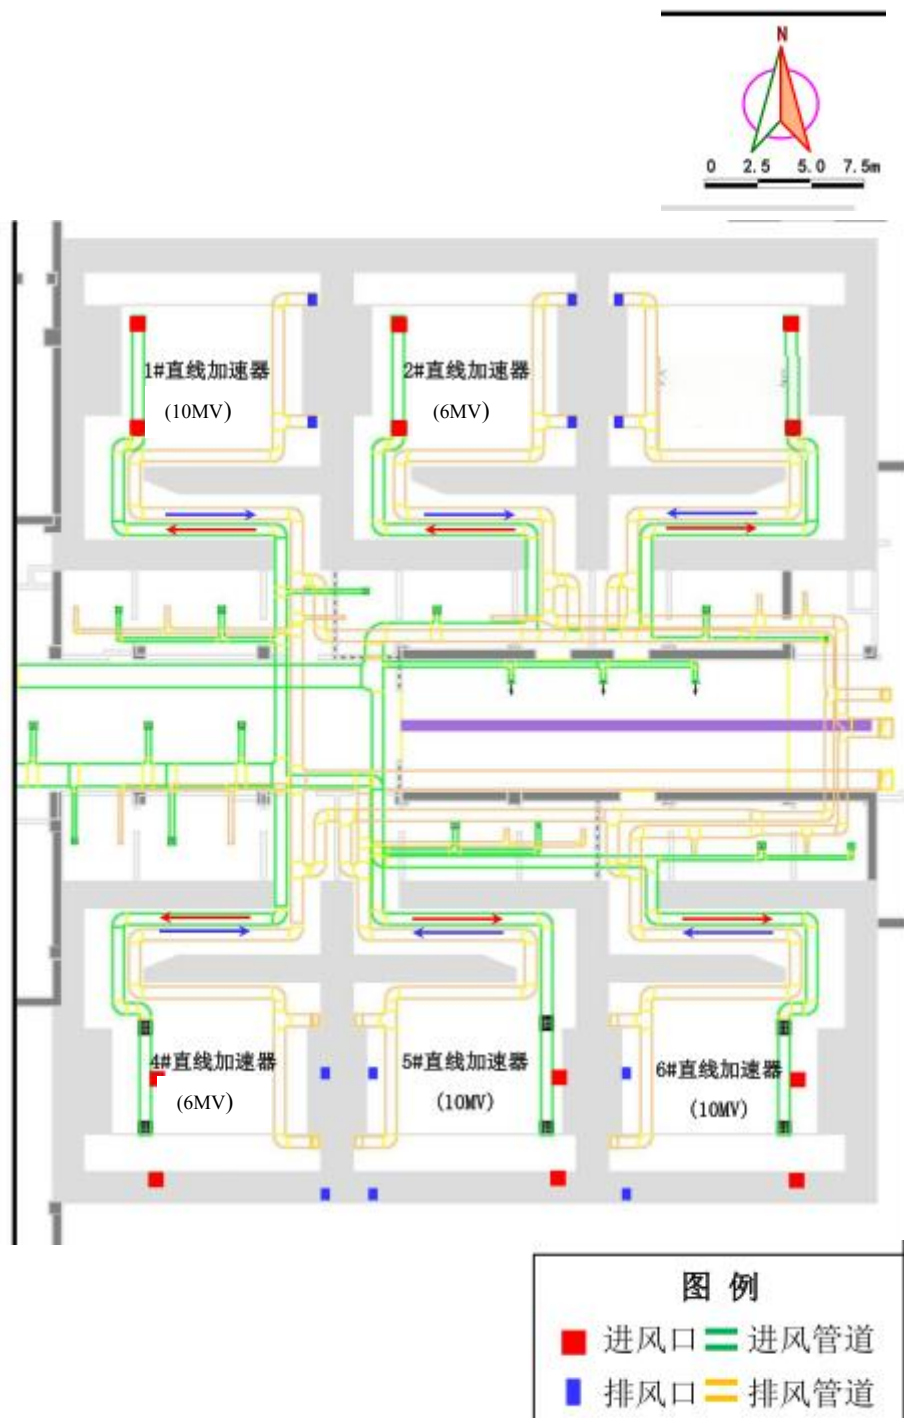 N
0 2.5 5.0 7.5m
1#直线加速器
(10MV)
2#直线加速器
(6MV)
4#直线加速器
(6MV)
5#直线加速器
(10MV)
6#直线加速器
(10MV)
图 例
进风口 进风管道
排风口 排风管道